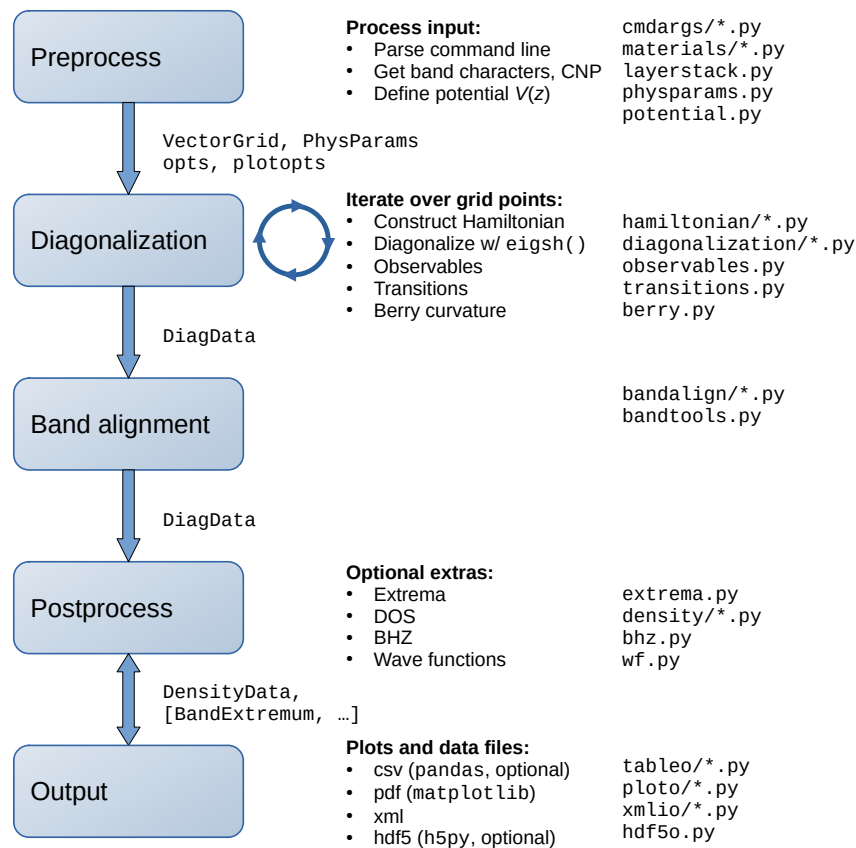 Preprocess
Process input:
• Parse command line
• Get band characters, CNP
• Define potential V(z)
cmdargs/*.py
materials/*.py
layerstack.py
physparams.py
potential.py
VectorGrid, PhysParams
opts, plotopts
Diagonalization
Iterate over grid points:
• Construct Hamiltonian
• Diagonalize w/ eigsh()
• Observables
• Transitions
• Berry curvature
hamiltonian/*.py
diagonalization/*.py
observables.py
transitions.py
berry.py
DiagData
Band alignment
bandalign/*.py
bandtools.py
DiagData
Postprocess
Optional extras:
• Extrema
• DOS
• BHZ
• Wave functions
extrema.py
density/*.py
bhz.py
wf.py
DensityData,
[BandExtremum, …]
Output
Plots and data files:
• csv (pandas, optional)
• pdf (matplotlib)
• xml
• hdf5 (h5py, optional)
tableo/*.py
ploto/*.py
xmlio/*.py
hdf5o.py